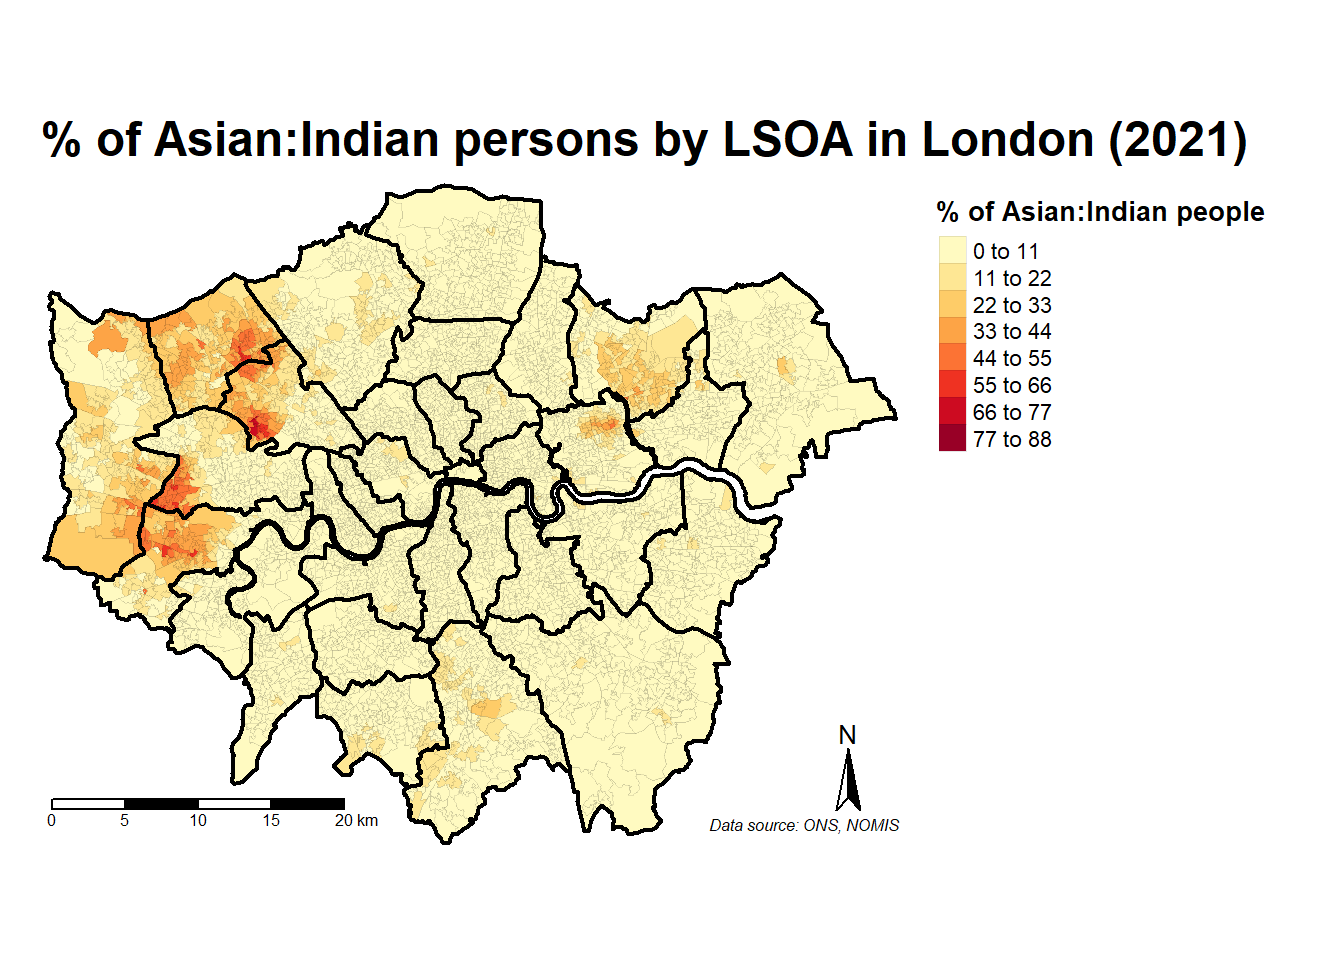 % of Asian:Indian persons by LSOA in London (2021)
% of Asian:Indian people
0 to 11
11 to 22
22 to 33
33 to 44
44 to 55
55 to 66
66 to 77
77 to 88
N
0 5 10 15 20 km
Data source: ONS, NOMIS